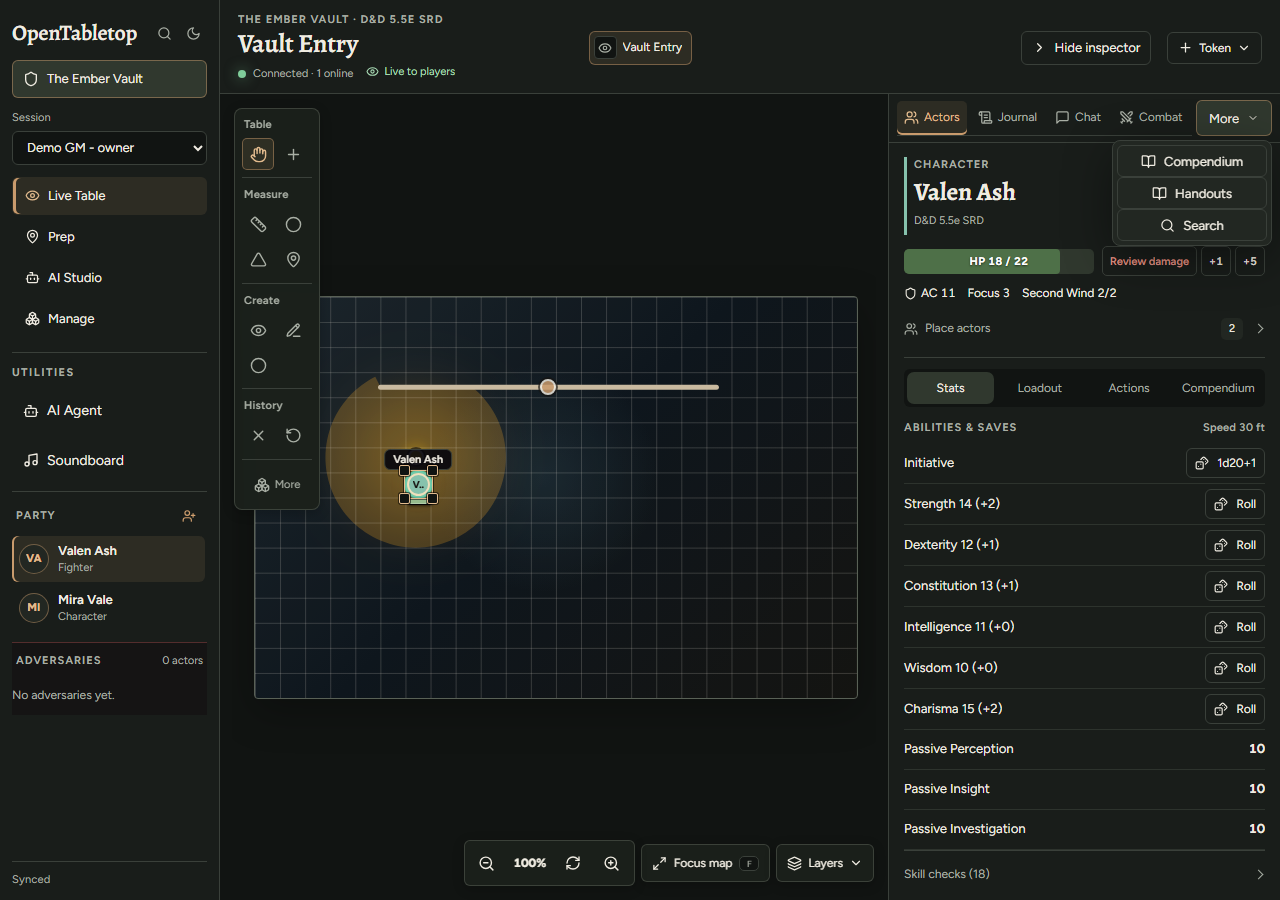 OpenTabletop
The Ember Vault
Session
Demo GM - owner
Live Table
Prep
AI Studio
Manage
UTILITIES
AI Agent
Soundboard
PARTY
VA
Valen Ash
Fighter
MI
Mira Vale
Character
ADVERSARIES
0 actors
No adversaries yet.
Synced
THE EMBER VAULT · D&D 5.5E SRD
Vault Entry
Connected · 1 online
Live to players
Vault Entry
Hide inspector
Token
Table
Measure
Create
History
More
Valen Ash
V..
100%
Focus map
F
Layers
Actors
Journal
Chat
Combat
More
Compendium
Handouts
Search
CHARACTER
Valen Ash
D&D 5.5e SRD
HP 18 / 22
Review damage
+1
+5
AC 11
Focus 3
Second Wind 2/2
Place actors
2
Stats
Loadout
Actions
Compendium
ABILITIES & SAVES
Speed 30 ft
Initiative
1d20+1
Strength 14 (+2)
Roll
Dexterity 12 (+1)
Roll
Constitution 13 (+1)
Roll
Intelligence 11 (+0)
Roll
Wisdom 10 (+0)
Roll
Charisma 15 (+2)
Roll
Passive Perception
10
Passive Insight
10
Passive Investigation
10
Skill checks (18)